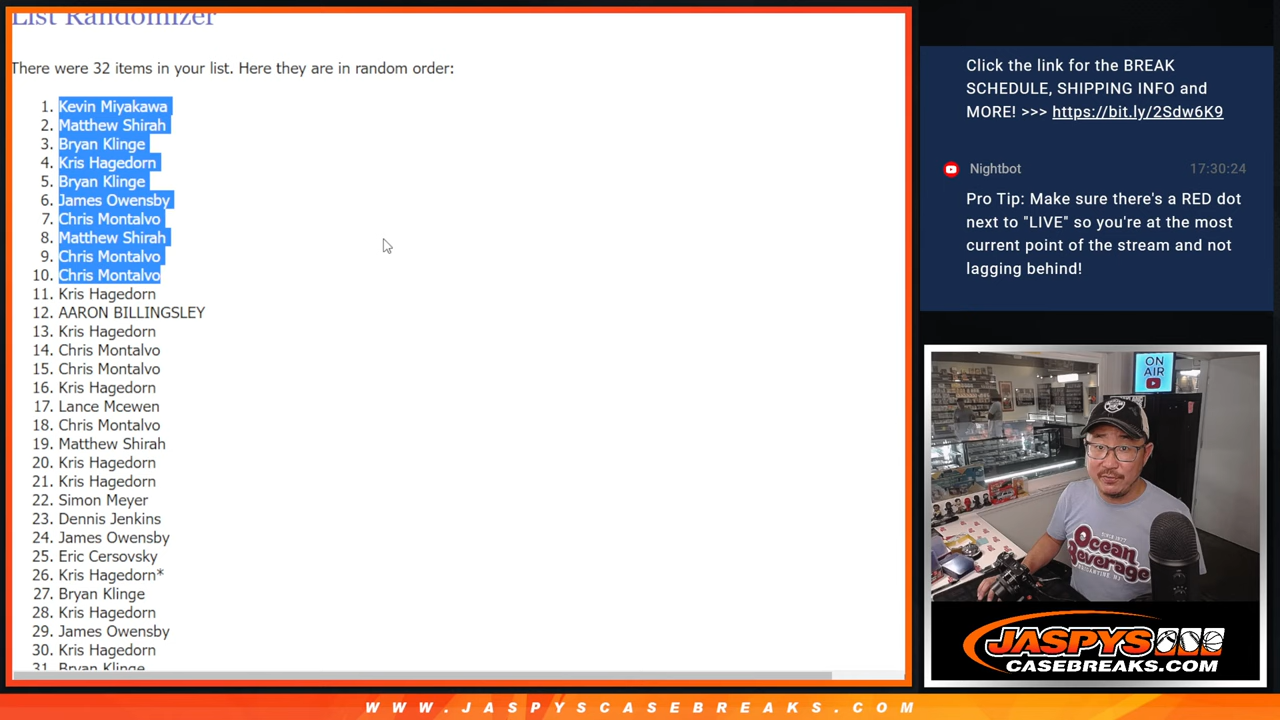 List Randomizer
There were 32 items in your list. Here they are in random order:
1. Kevin Miyakawa
2. Matthew Shirah
3. Bryan Klinge
4. Kris Hagedorn
5. Bryan Klinge
6. James Owensby
7. Chris Montalvo
8. Matthew Shirah
9. Chris Montalvo
10. Chris Montalvo
11. Kris Hagedorn
12. AARON BILLINGSLEY
13. Kris Hagedorn
14. Chris Montalvo
15. Chris Montalvo
16. Kris Hagedorn
17. Lance Mcewen
18. Chris Montalvo
19. Matthew Shirah
20. Kris Hagedorn
21. Kris Hagedorn
22. Simon Meyer
23. Dennis Jenkins
24. James Owensby
25. Eric Cersovsky
26. Kris Hagedorn*
27. Bryan Klinge
28. Kris Hagedorn
29. James Owensby
30. Kris Hagedorn
31. Bryan Klinge
Click the link for the BREAK
SCHEDULE, SHIPPING INFO and
MORE! >>> https://bit.ly/2Sdw6K9
Nightbot 17:30:24
Pro Tip: Make sure there's a RED dot
next to "LIVE" so you're at the most
current point of the stream and not
lagging behind!
ON
AIR
Ocean
Beverage
JASPYS
CASEBREAKS.COM
WWW.JASPYSCASEBREAKS.COM